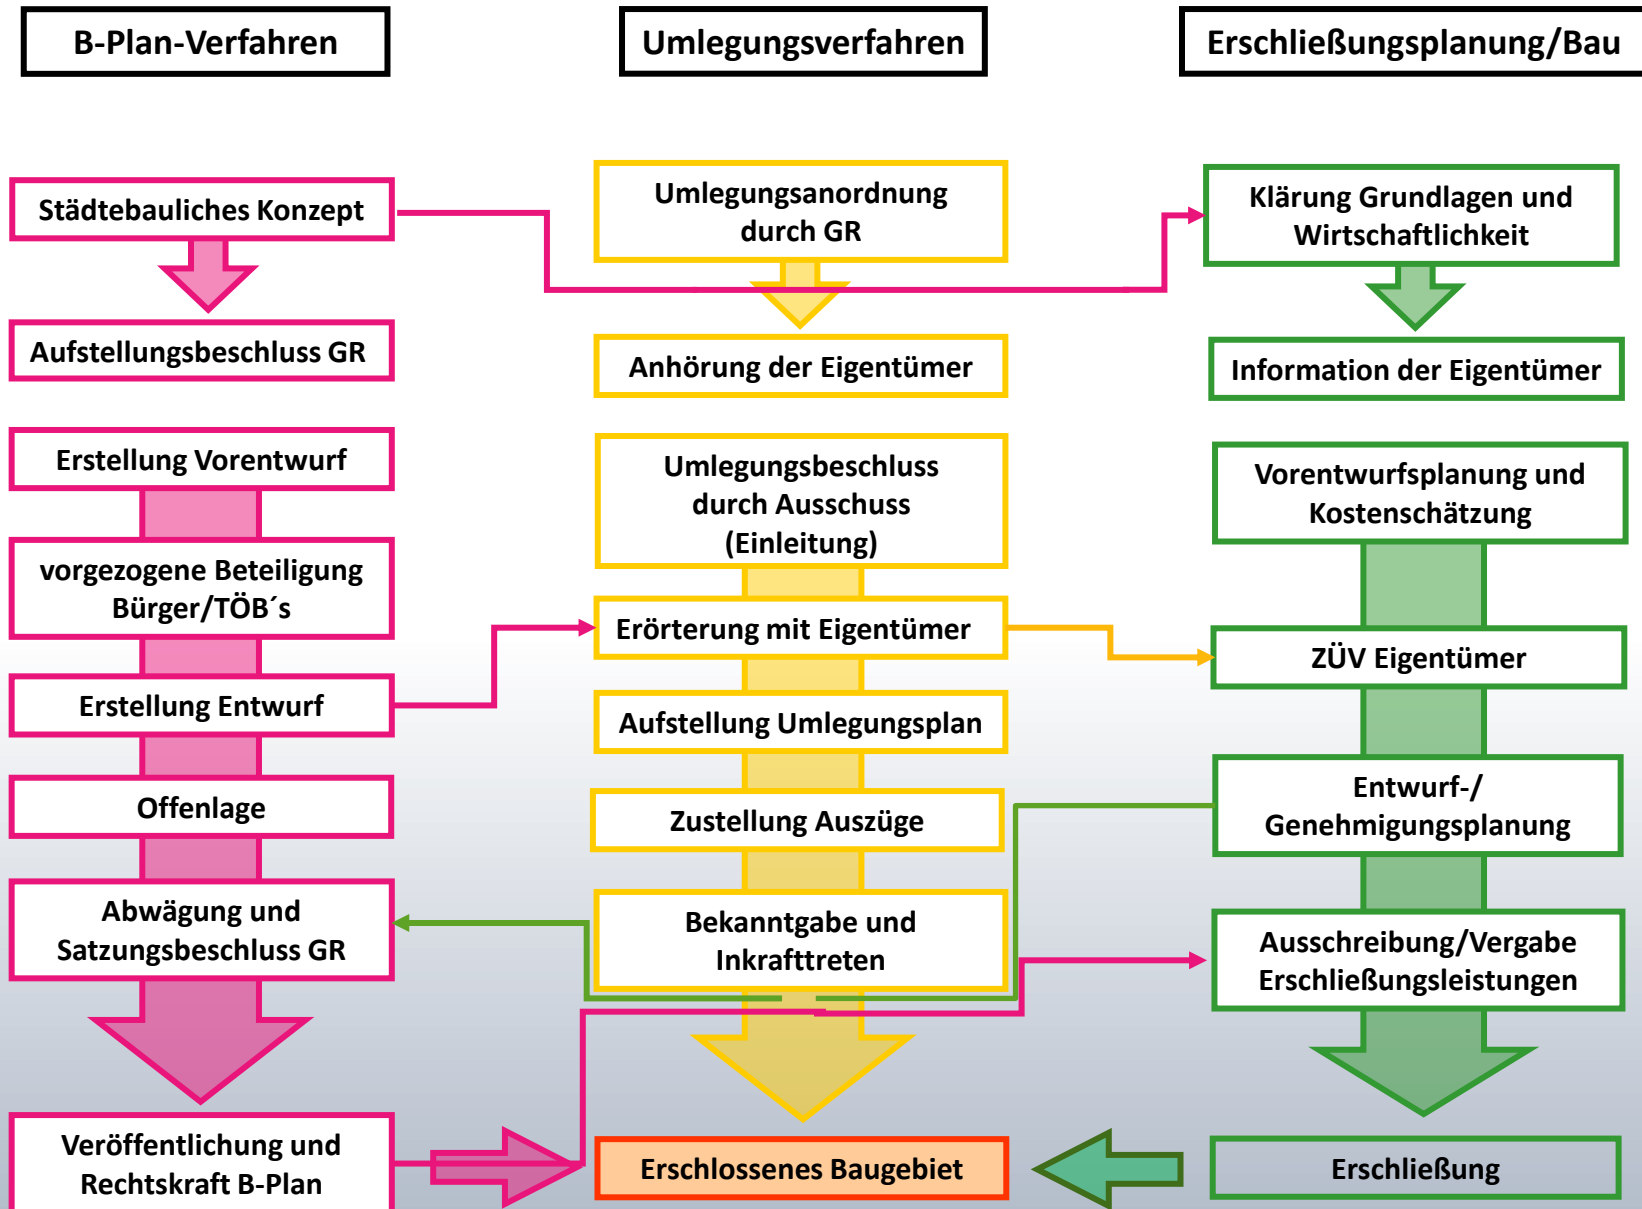 B-Plan-Verfahren
Umlegungsverfahren
Erschließungsplanung/Bau
Städtebauliches Konzept
Aufstellungsbeschluss GR
Erstellung Vorentwurf
vorgezogene Beteiligung
Bürger/TÖB´s
Erstellung Entwurf
Offenlage
Abwägung und
Satzungsbeschluss GR
Veröffentlichung und
Rechtskraft B-Plan
Umlegungsanordnung
durch GR
Anhörung der Eigentümer
Umlegungsbeschluss
durch Ausschuss
(Einleitung)
Erörterung mit Eigentümer
Aufstellung Umlegungsplan
Zustellung Auszüge
Bekanntgabe und
Inkrafttreten
Erschlossenes Baugebiet
Klärung Grundlagen und
Wirtschaftlichkeit
Information der Eigentümer
Vorentwurfsplanung und
Kostenschätzung
ZÜV Eigentümer
Entwurf-/
Genehmigungsplanung
Ausschreibung/Vergabe
Erschließungsleistungen
Erschließung